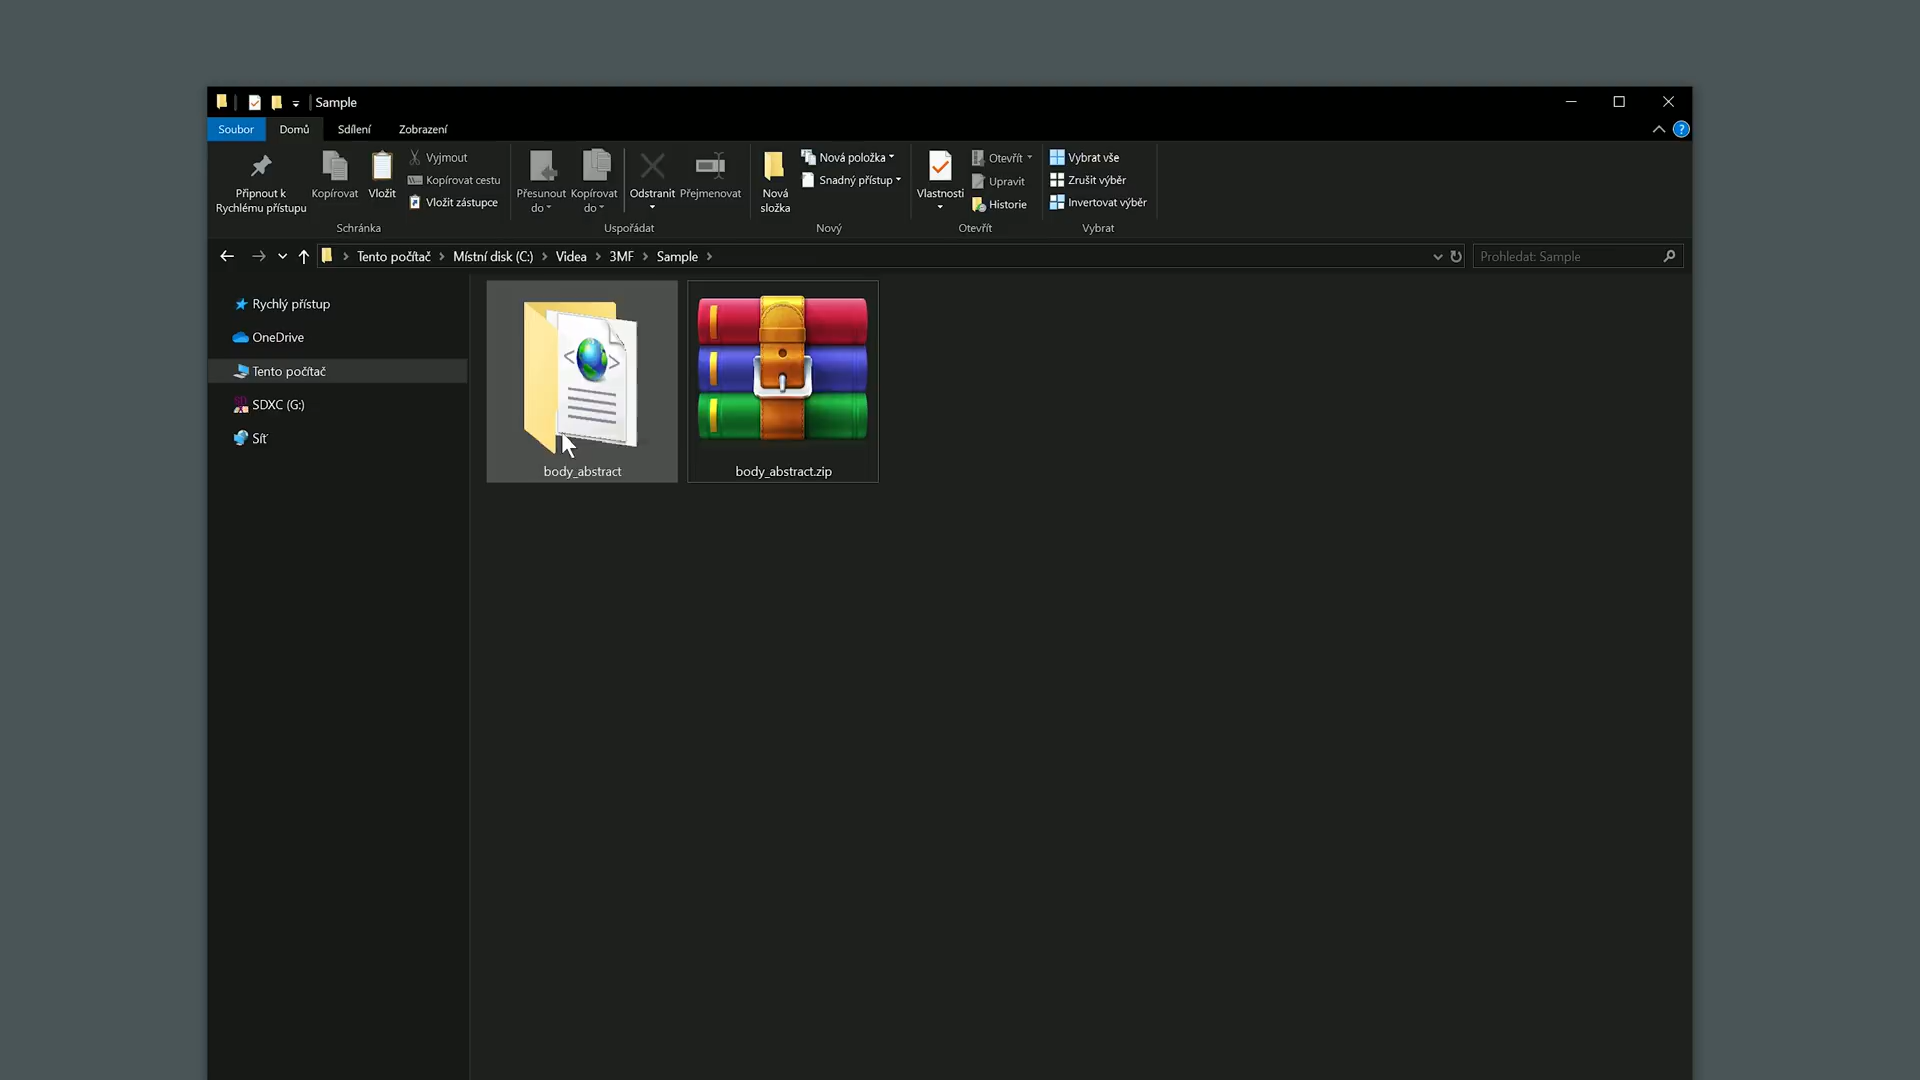 Sample
Soubor Domů Sdílení Zobrazení
Připnout k Rychlému přístupu
Kopírovat
Vložit
Vyjmout
Kopírovat cestu
Vložit zástupce
Schránka
Přesunout do
Kopírovat do
Odstranit
Přejmenovat
Uspořádat
Nová složka
Nová položka
Snadný přístup
Nový
Vlastnosti
Otevřít
Upravit
Historie
Otevřít
Vybrat vše
Zrušit výběr
Invertovat výběr
Vybrat
Tento počítač > Místní disk (C:) > Videa > 3MF > Sample >
Prohledat: Sample
Rychlý přístup
OneDrive
Tento počítač
SDXC (G:)
Síť
body_abstract
body_abstract.zip